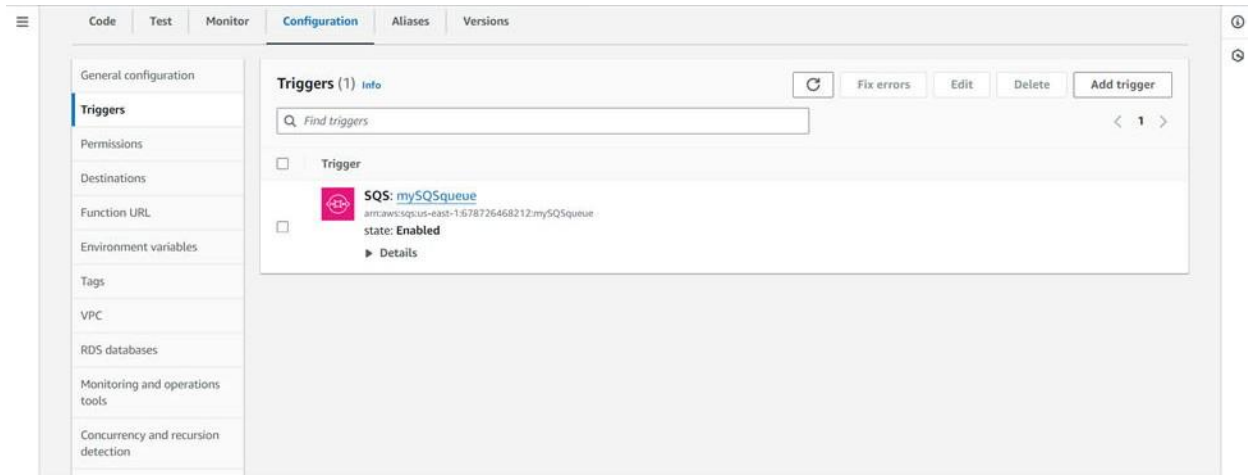 Code Test Monitor Configuration Aliases Versions
General configuration
Triggers
Permissions
Destinations
Function URL
Environment variables
Tags
VPC
RDS databases
Monitoring and operations
tools
Concurrency and recursion
detection
Triggers (1) Info
Fix errors Edit Delete Add trigger
Find triggers
1
Trigger
SQS: mySQSqueue
arn:aws:sqs:us-east-1:678726468212:mySQSqueue
state: Enabled
Details